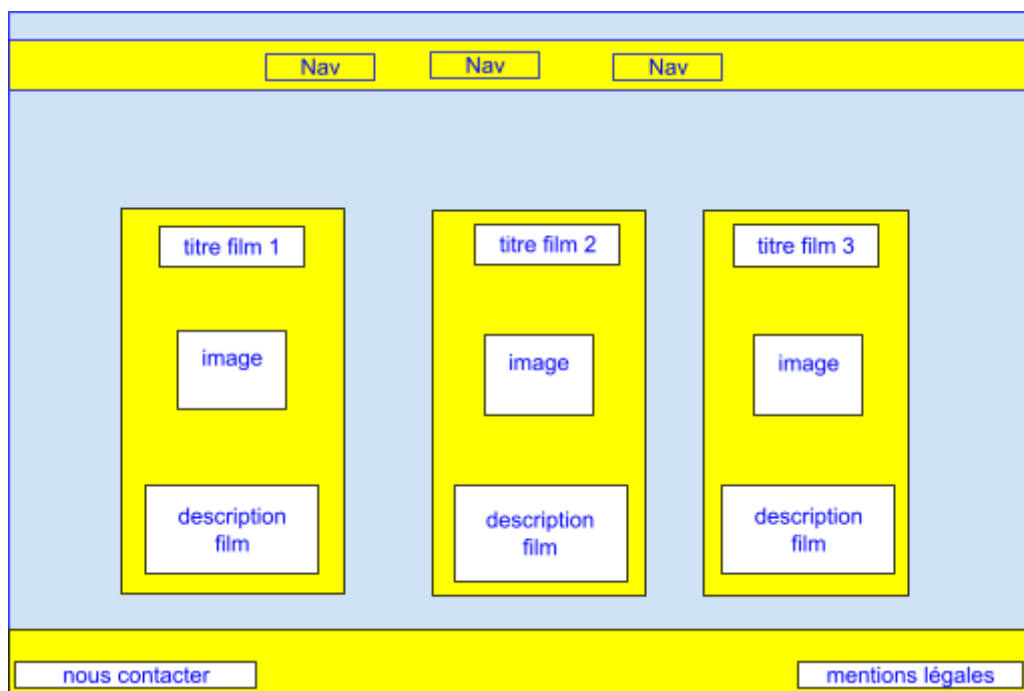 Nav Nav Nav
titre film 1
image
description
film
titre film 2
image
description
film
titre film 3
image
description
film
nous contacter
mentions légales